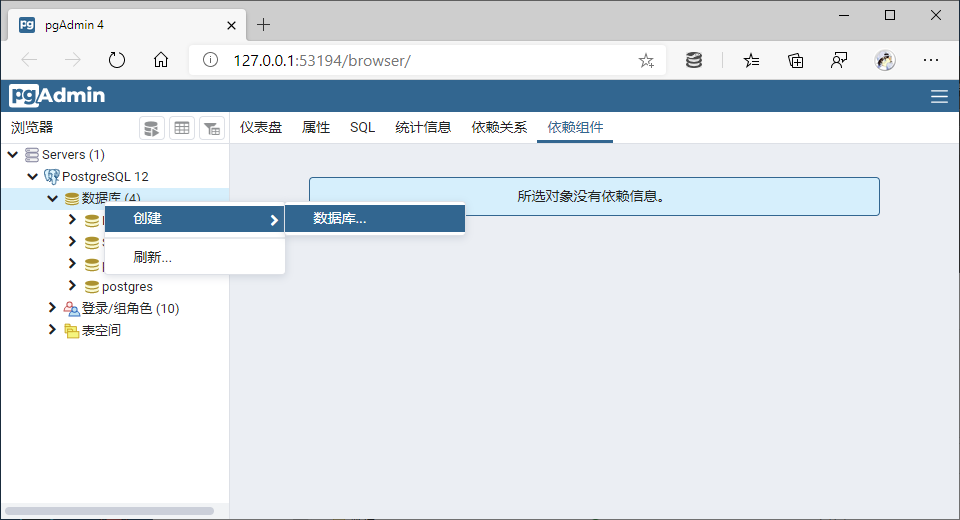 pgAdmin 4
127.0.0.1:53194/browser/
pgAdmin
浏览器
仪表盘 属性 SQL 统计信息 依赖关系 依赖组件
Servers (1)
PostgreSQL 12
数据库 (4)
所选对象没有依赖信息。
创建
数据库...
刷新...
postgres
登录/组角色 (10)
表空间